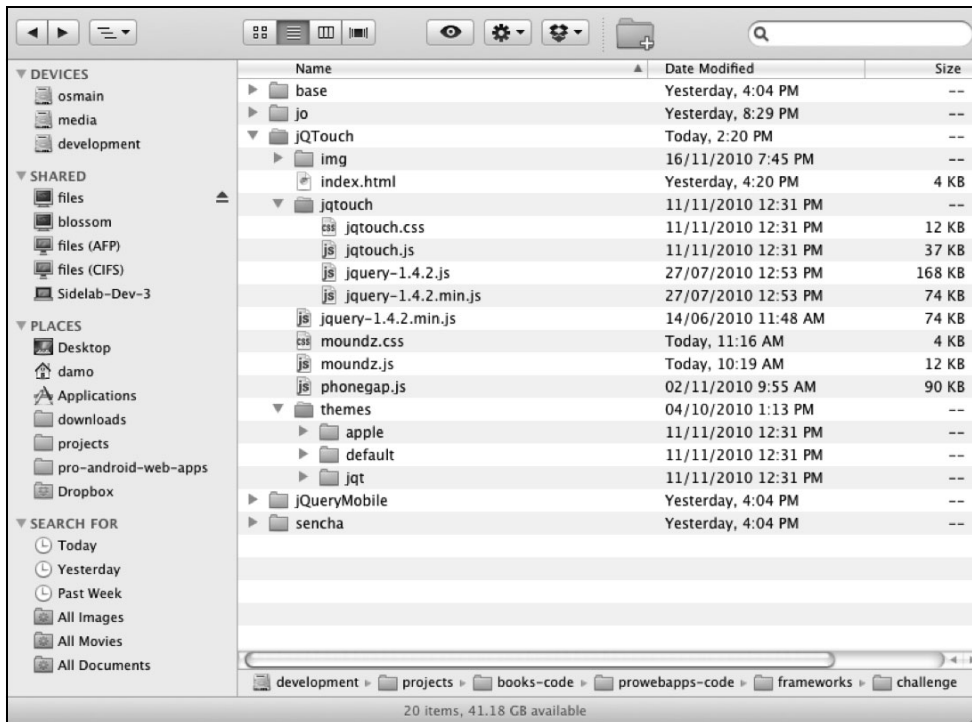 DEVICES
osmain
media
development
SHARED
files
blossom
files (AFP)
files (CIFS)
Sidelab-Dev-3
PLACES
Desktop
damo
Applications
downloads
projects
pro-android-web-apps
Dropbox
SEARCH FOR
Today
Yesterday
Past Week
All Images
All Movies
All Documents
Name Date Modified Size
base Yesterday, 4:04 PM --
jo Yesterday, 8:29 PM --
jQTouch Today, 2:20 PM --
img 16/11/2010 7:45 PM --
index.html Yesterday, 4:20 PM 4 KB
jqtouch 11/11/2010 12:31 PM --
css jqtouch.css 11/11/2010 12:31 PM 12 KB
js jqtouch.js 11/11/2010 12:31 PM 37 KB
js jquery-1.4.2.js 27/07/2010 12:53 PM 168 KB
js jquery-1.4.2.min.js 27/07/2010 12:53 PM 74 KB
js jquery-1.4.2.min.js 14/06/2010 11:48 AM 74 KB
css moundz.css Today, 11:16 AM 4 KB
js moundz.js Today, 10:19 AM 12 KB
js phonegap.js 02/11/2010 9:55 AM 90 KB
themes 04/10/2010 1:13 PM --
apple 11/11/2010 12:31 PM --
default 11/11/2010 12:31 PM --
jqt 11/11/2010 12:31 PM --
jQueryMobile Yesterday, 4:04 PM --
sencha Yesterday, 4:04 PM --
development projects books-code prowebapps-code frameworks challenge
20 items, 41.18 GB available